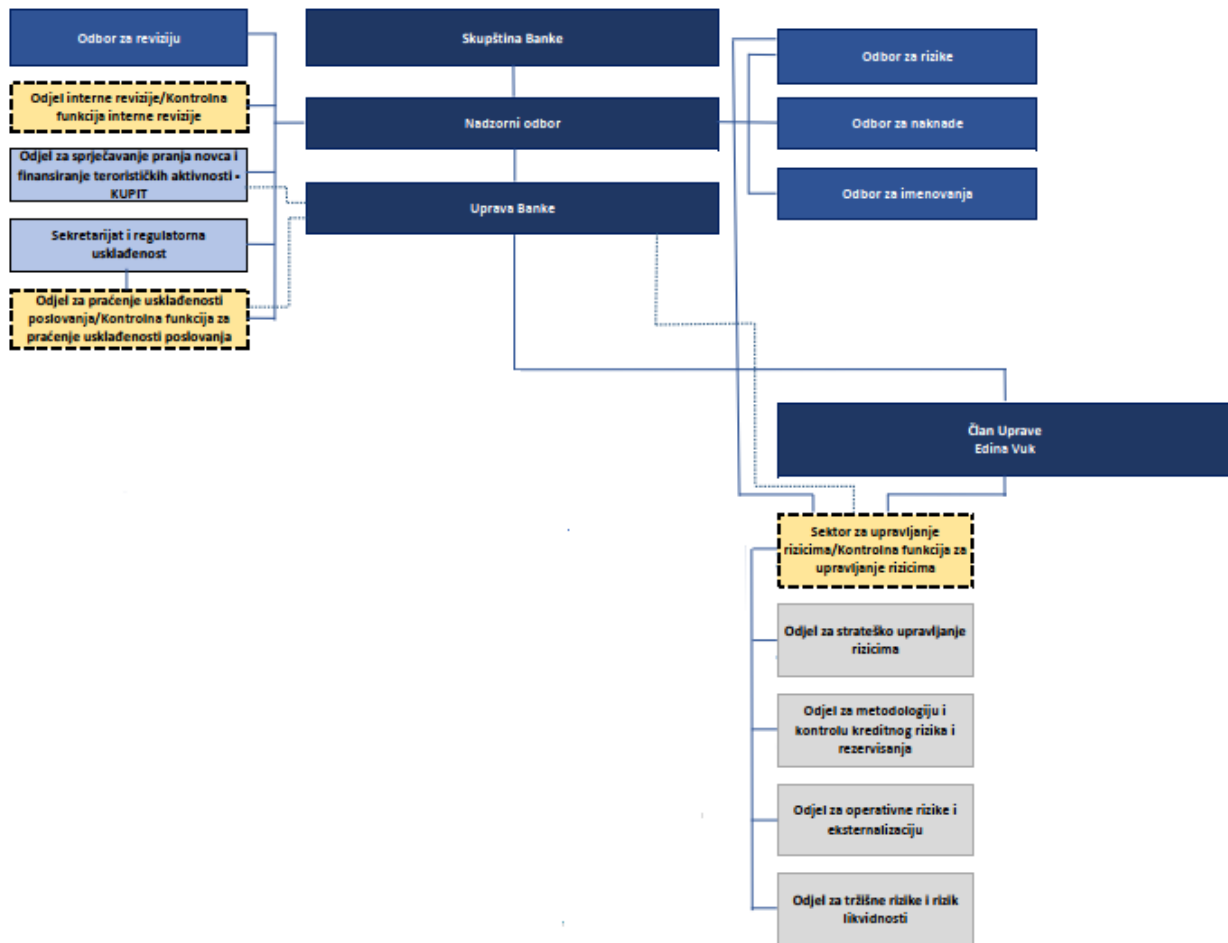 Odbor za reviziju
Odjel interne revizije/Kontrolna
funkcija interne revizije
Odjel za sprječavanje pranja novca i
finansiranje terorističkih aktivnosti -
KUPIT
Sekretarijat i regulatorna
usklađenost
Odjel za praćenje usklađenosti
poslovanja/Kontrolna funkcija za
praćenje usklađenosti poslovanja
Skupština Banke
Nadzorni odbor
Uprava Banke
Odbor za rizike
Odbor za naknade
Odbor za imenovanja
Član Uprave
Edina Vuk
Sektor za upravljanje
rizicima/Kontrolna funkcija za
upravljanje rizicima
Odjel za strateško upravljanje
rizicima
Odjel za metodologiju i
kontrolu kreditnog rizika i
rezervisanja
Odjel za operativne rizike i
eksternalizaciju
Odjel za tržišne rizike i rizik
likvidnosti